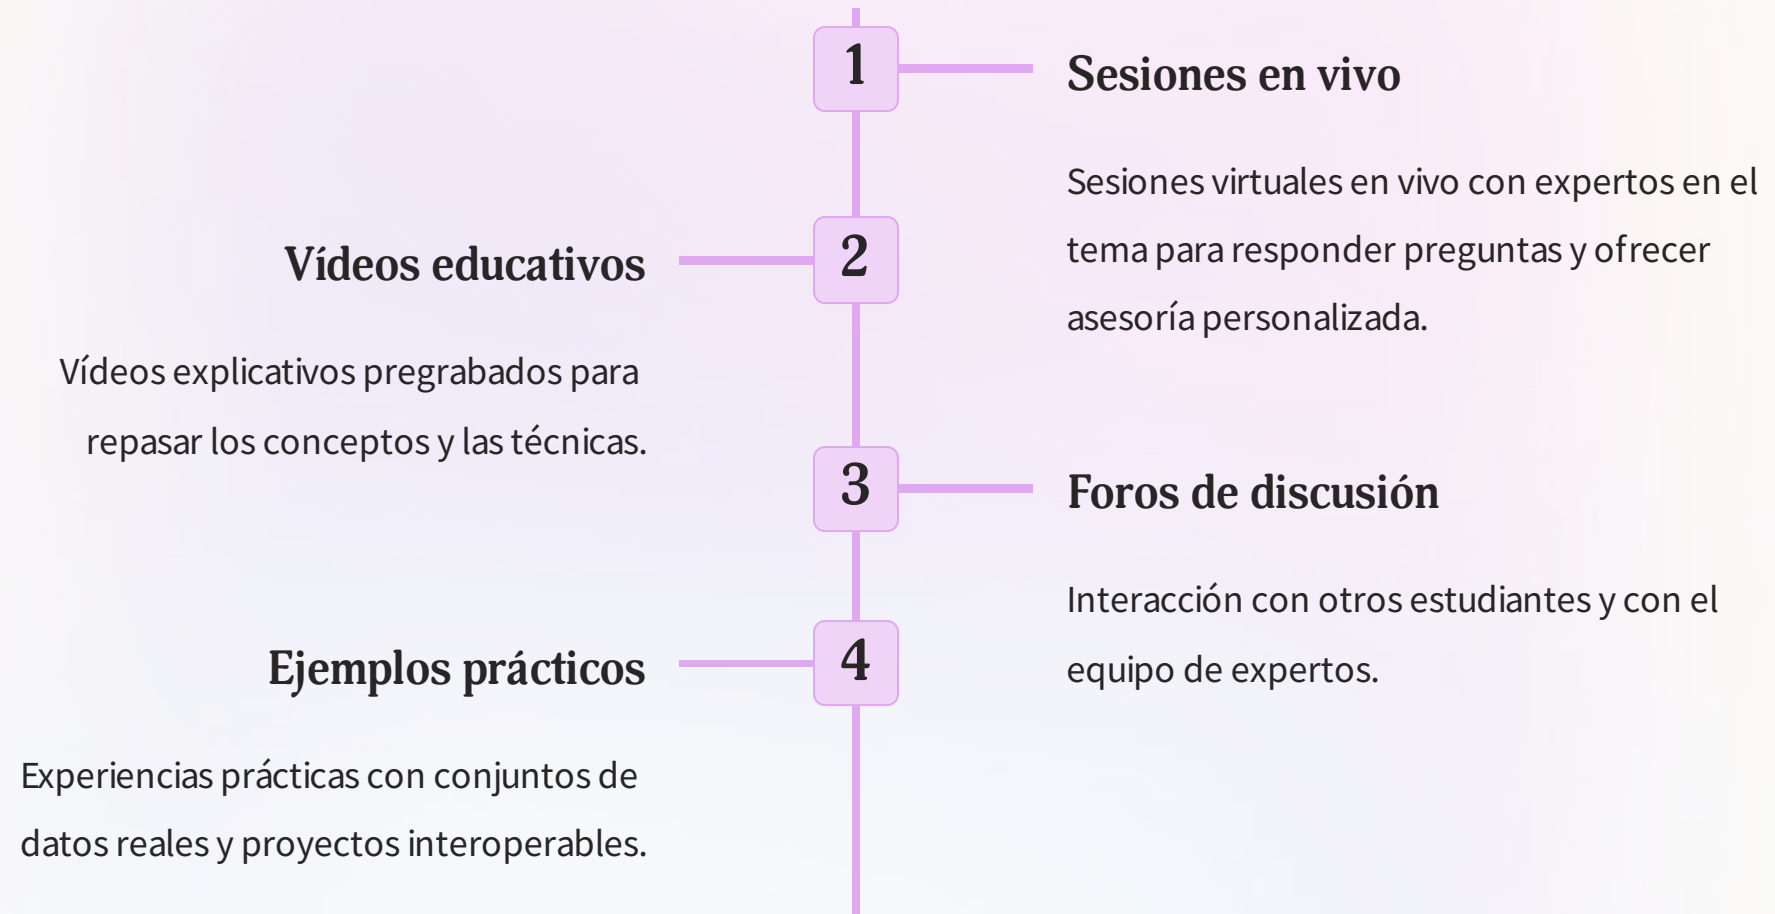 1
Sesiones en vivo
Sesiones virtuales en vivo con expertos en el
tema para responder preguntas y ofrecer
asesoría personalizada.
2
Vídeos educativos
Vídeos explicativos pregrabados para
repasar los conceptos y las técnicas.
3
Foros de discusión
Interacción con otros estudiantes y con el
equipo de expertos.
4
Ejemplos prácticos
Experiencias prácticas con conjuntos de
datos reales y proyectos interoperables.